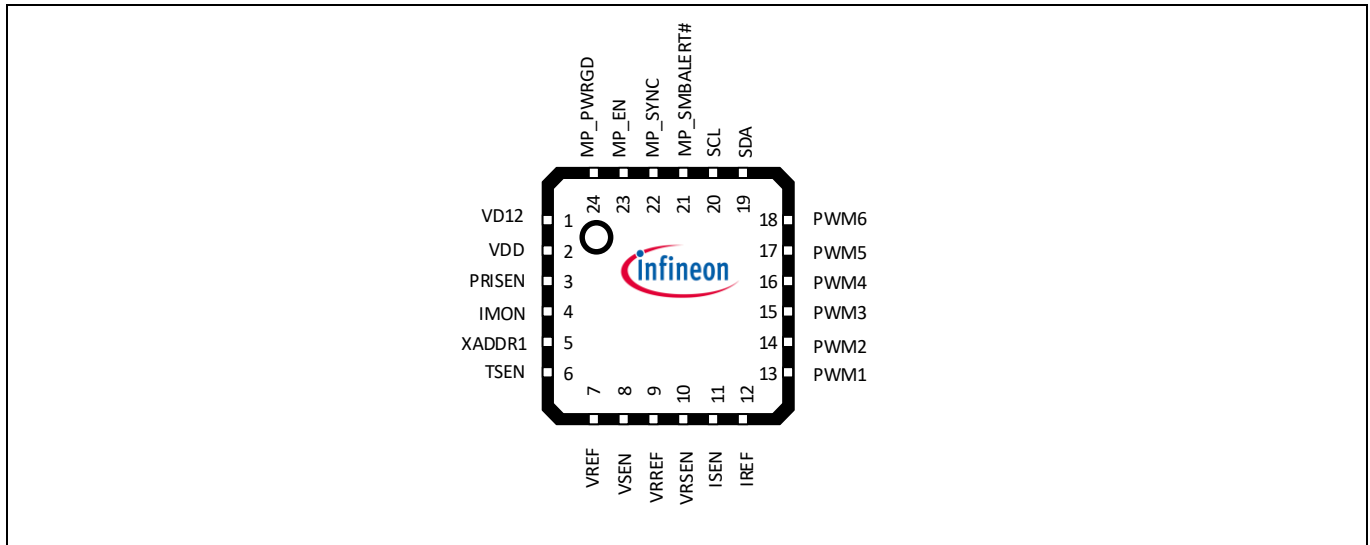 MP_PWRGD
MP_EN
MP_SYNC
MP_SMBALERT#
SCL
SDA
24
23
22
21
20
19
VD12 1
VDD 2
PRISEN 3
IMON 4
XADDR1 5
TSEN 6
infineon
18 PWM6
17 PWM5
16 PWM4
15 PWM3
14 PWM2
13 PWM1
7
8
9
10
11
12
VREF
VSEN
VRREF
VRSEN
ISEN
IREF